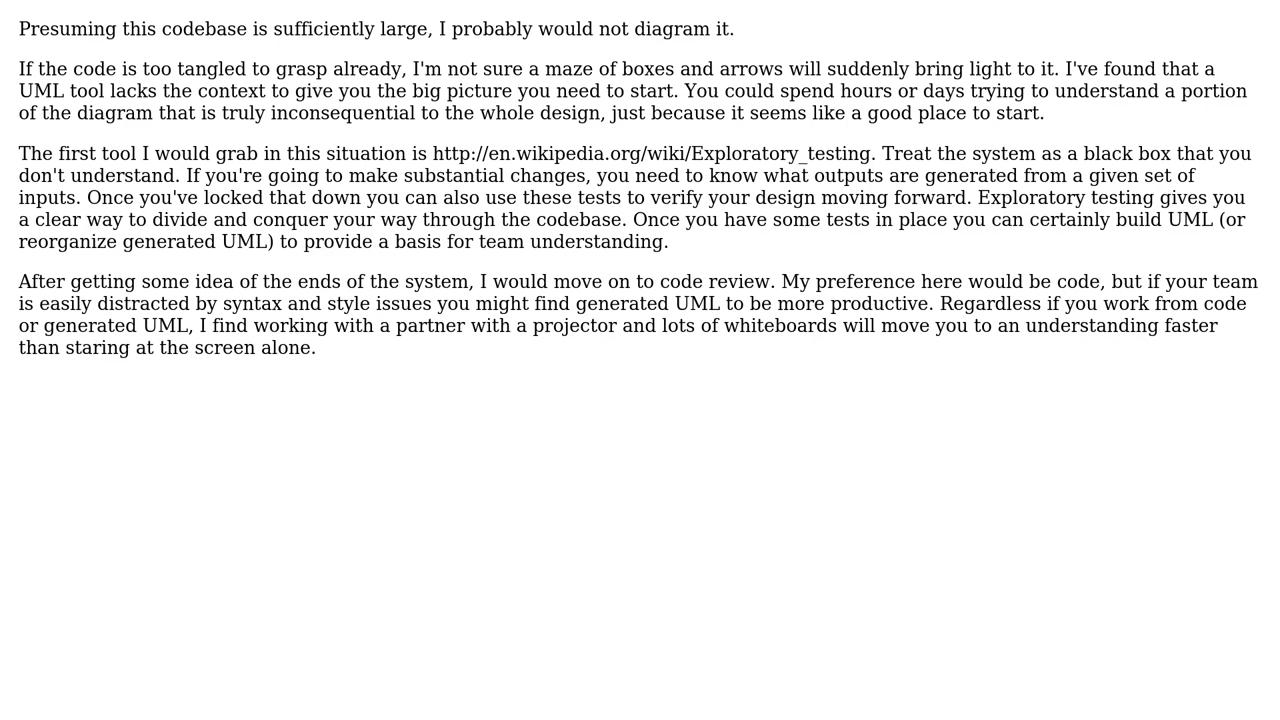 Presuming this codebase is sufficiently large, I probably would not diagram it.
If the code is too tangled to grasp already, I'm not sure a maze of boxes and arrows will suddenly bring light to it. I've found that a
UML tool lacks the context to give you the big picture you need to start. You could spend hours or days trying to understand a portion
of the diagram that is truly inconsequential to the whole design, just because it seems like a good place to start.
The first tool I would grab in this situation is http://en.wikipedia.org/wiki/Exploratory_testing. Treat the system as a black box that you
don't understand. If you're going to make substantial changes, you need to know what outputs are generated from a given set of
inputs. Once you've locked that down you can also use these tests to verify your design moving forward. Exploratory testing gives you
a clear way to divide and conquer your way through the codebase. Once you have some tests in place you can certainly build UML (or
reorganize generated UML) to provide a basis for team understanding.
After getting some idea of the ends of the system, I would move on to code review. My preference here would be code, but if your team
is easily distracted by syntax and style issues you might find generated UML to be more productive. Regardless if you work from code
or generated UML, I find working with a partner with a projector and lots of whiteboards will move you to an understanding faster
than staring at the screen alone.